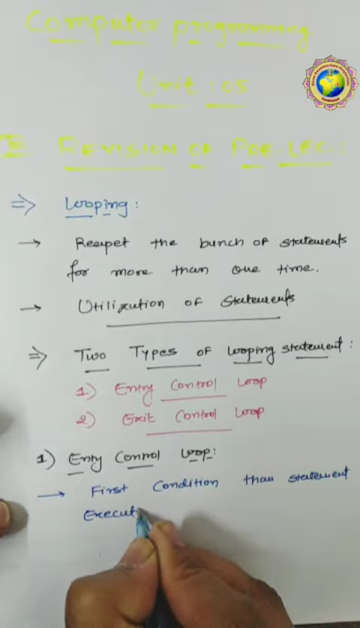 Computer programming
Unit : 05
Revision of Pre. Lec. :
⇒ Looping :
→ Reapet the bunch of statements
for more than one time.
→ Utilization of Statements
⇒ Two Types of looping statement :
1) Entry Control loop
2) Exit Control loop
1) Entry Control loop :
→ First Condition than statement
Execut